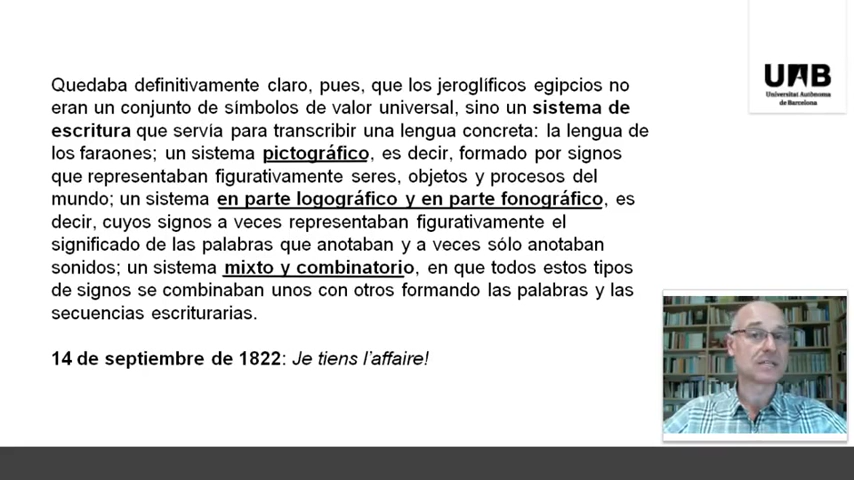 Quedaba definitivamente claro, pues, que los jeroglíficos egipcios no
eran un conjunto de símbolos de valor universal, sino un sistema de
escritura que servía para transcribir una lengua concreta: la lengua de
los faraones; un sistema pictográfico, es decir, formado por signos
que representaban figurativamente seres, objetos y procesos del
mundo; un sistema en parte logográfico y en parte fonográfico, es
decir, cuyos signos a veces representaban figurativamente el
significado de las palabras que anotaban y a veces sólo anotaban
sonidos; un sistema mixto y combinatorio, en que todos estos tipos
de signos se combinaban unos con otros formando las palabras y las
secuencias escriturarias.
14 de septiembre de 1822: Je tiens l'affaire!
UAB
Universitat Autònoma
de Barcelona